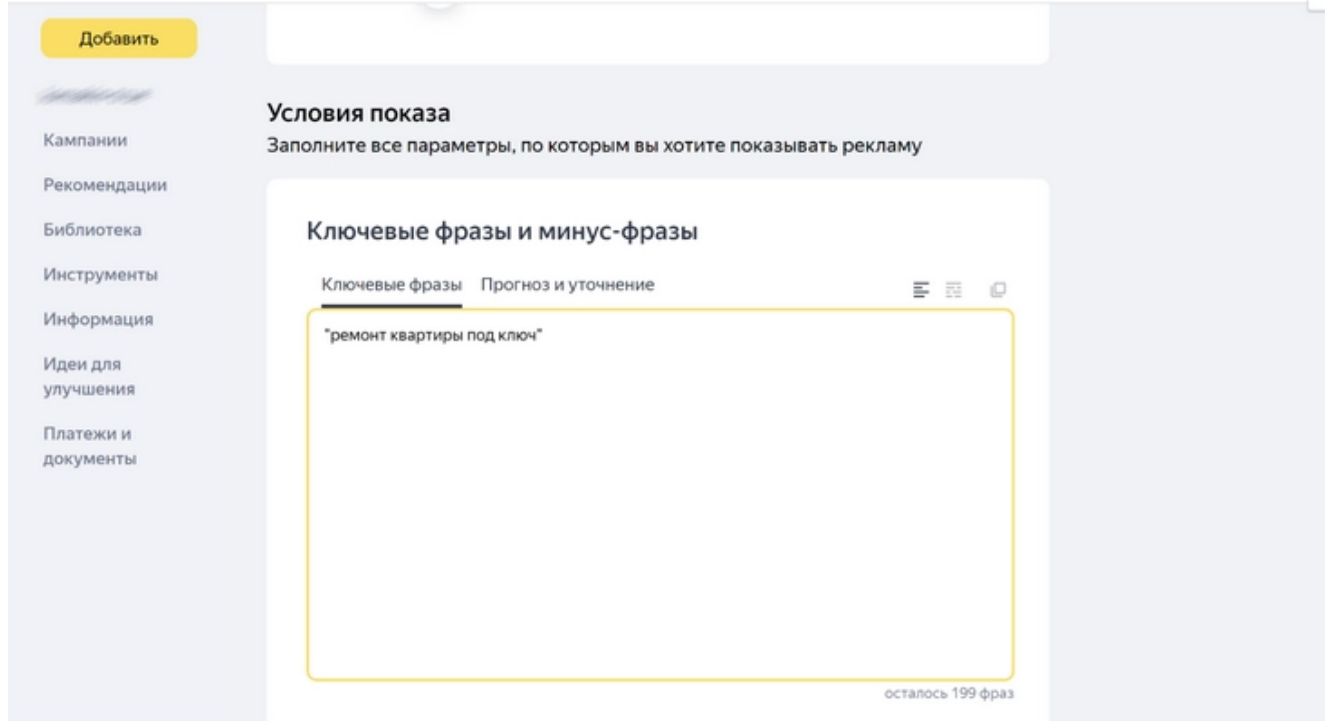 Добавить
Кампании
Рекомендации
Библиотека
Инструменты
Информация
Идеи для
улучшения
Платежи и
документы
Условия показа
Заполните все параметры, по которым вы хотите показывать рекламу
Ключевые фразы и минус-фразы
Ключевые фразы Прогноз и уточнение
"ремонт квартиры под ключ"
осталось 199 фраз